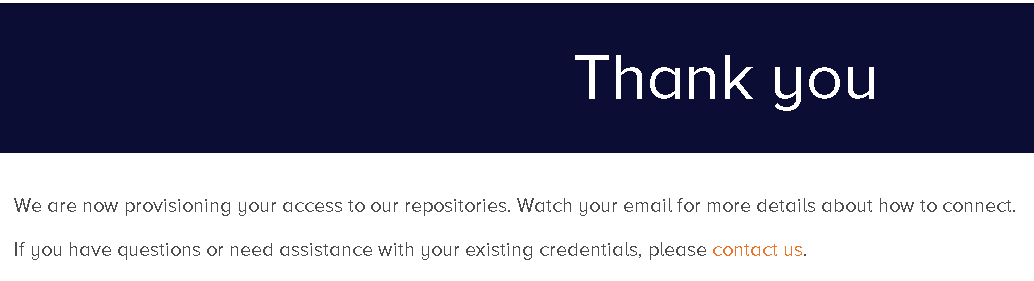 Thank you
We are now provisioning your access to our repositories. Watch your email for more details about how to connect.
If you have questions or need assistance with your existing credentials, please contact us.